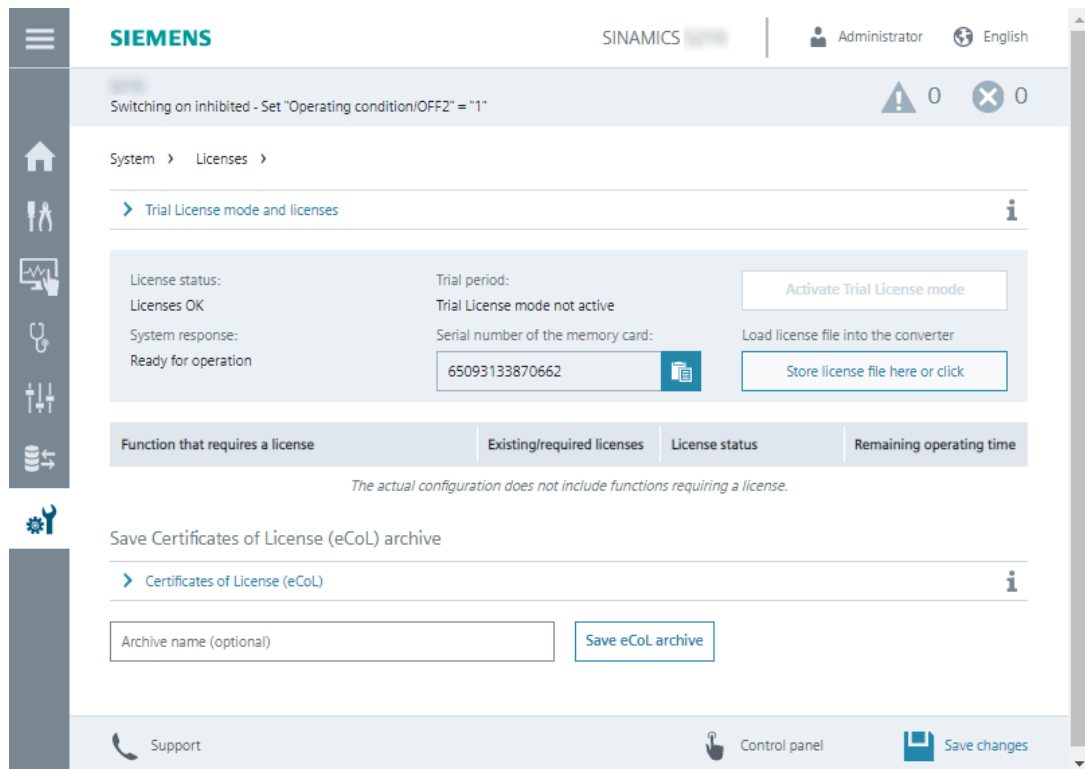 SIEMENS
SINAMICS
Administrator
English
Switching on inhibited - Set "Operating condition/OFF2" = "1"
0
0
System
Licenses
Trial License mode and licenses
License status:
Licenses OK
System response:
Ready for operation
Trial period:
Trial License mode not active
Serial number of the memory card:
65093133870662
Activate Trial License mode
Load license file into the converter
Store license file here or click
Function that requires a license
Existing/required licenses
License status
Remaining operating time
The actual configuration does not include functions requiring a license.
Save Certificates of License (eCoL) archive
Certificates of License (eCoL)
Archive name (optional)
Save eCoL archive
Support
Control panel
Save changes